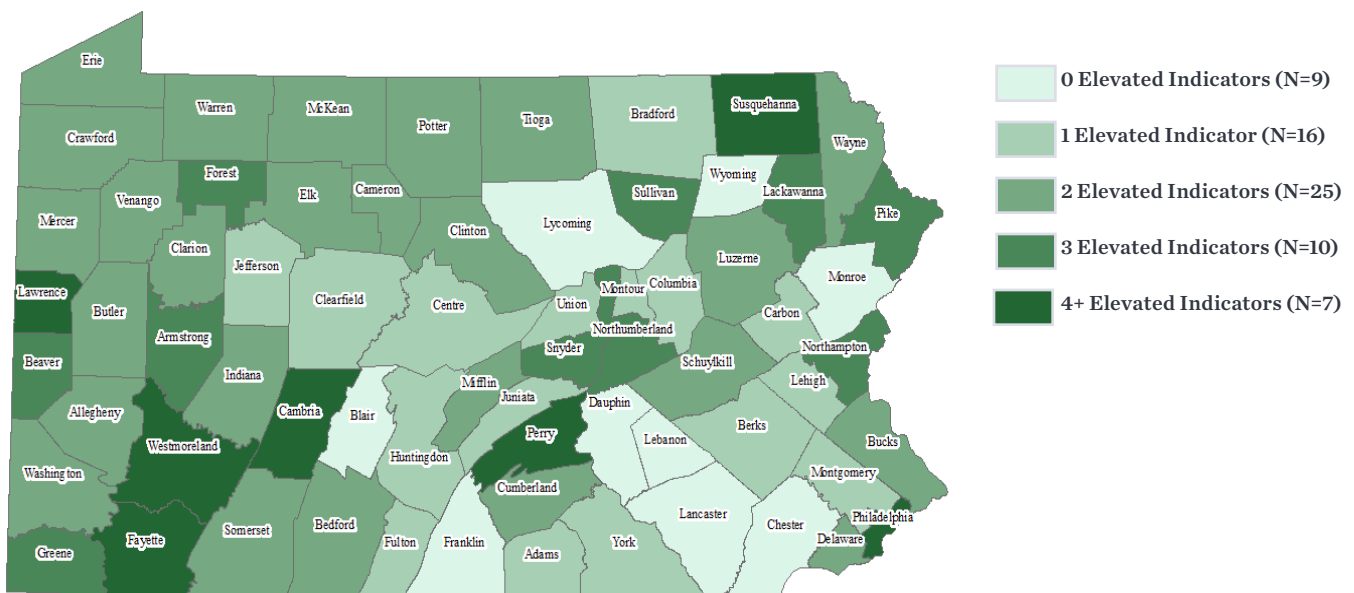 Erie
Warren
McKean
Potter
Tioga
Bradford
Susquehanna
Wayne
Crawford
Forest
Elk
Cameron
Venango
Mercer
Clarion
Jefferson
Clinton
Lycoming
Sullivan
Wyoming
Lackawanna
Pike
Luzerne
Monroe
Lawrence
Butler
Clearfield
Centre
Union
Montour
Columbia
Carbon
Armstrong
Northumberland
Northampton
Beaver
Indiana
Snyder
Schuylkill
Mifflin
Lehigh
Allegheny
Cambria
Blair
Juniata
Dauphin
Berks
Westmoreland
Perry
Lebanon
Bucks
Huntingdon
Montgomery
Washington
Cumberland
Somerset
Bedford
Lancaster
Chester
Philadelphia
Delaware
Greene
Fayette
Fulton
Franklin
Adams
York
0 Elevated Indicators (N=9)
1 Elevated Indicator (N=16)
2 Elevated Indicators (N=25)
3 Elevated Indicators (N=10)
4+ Elevated Indicators (N=7)